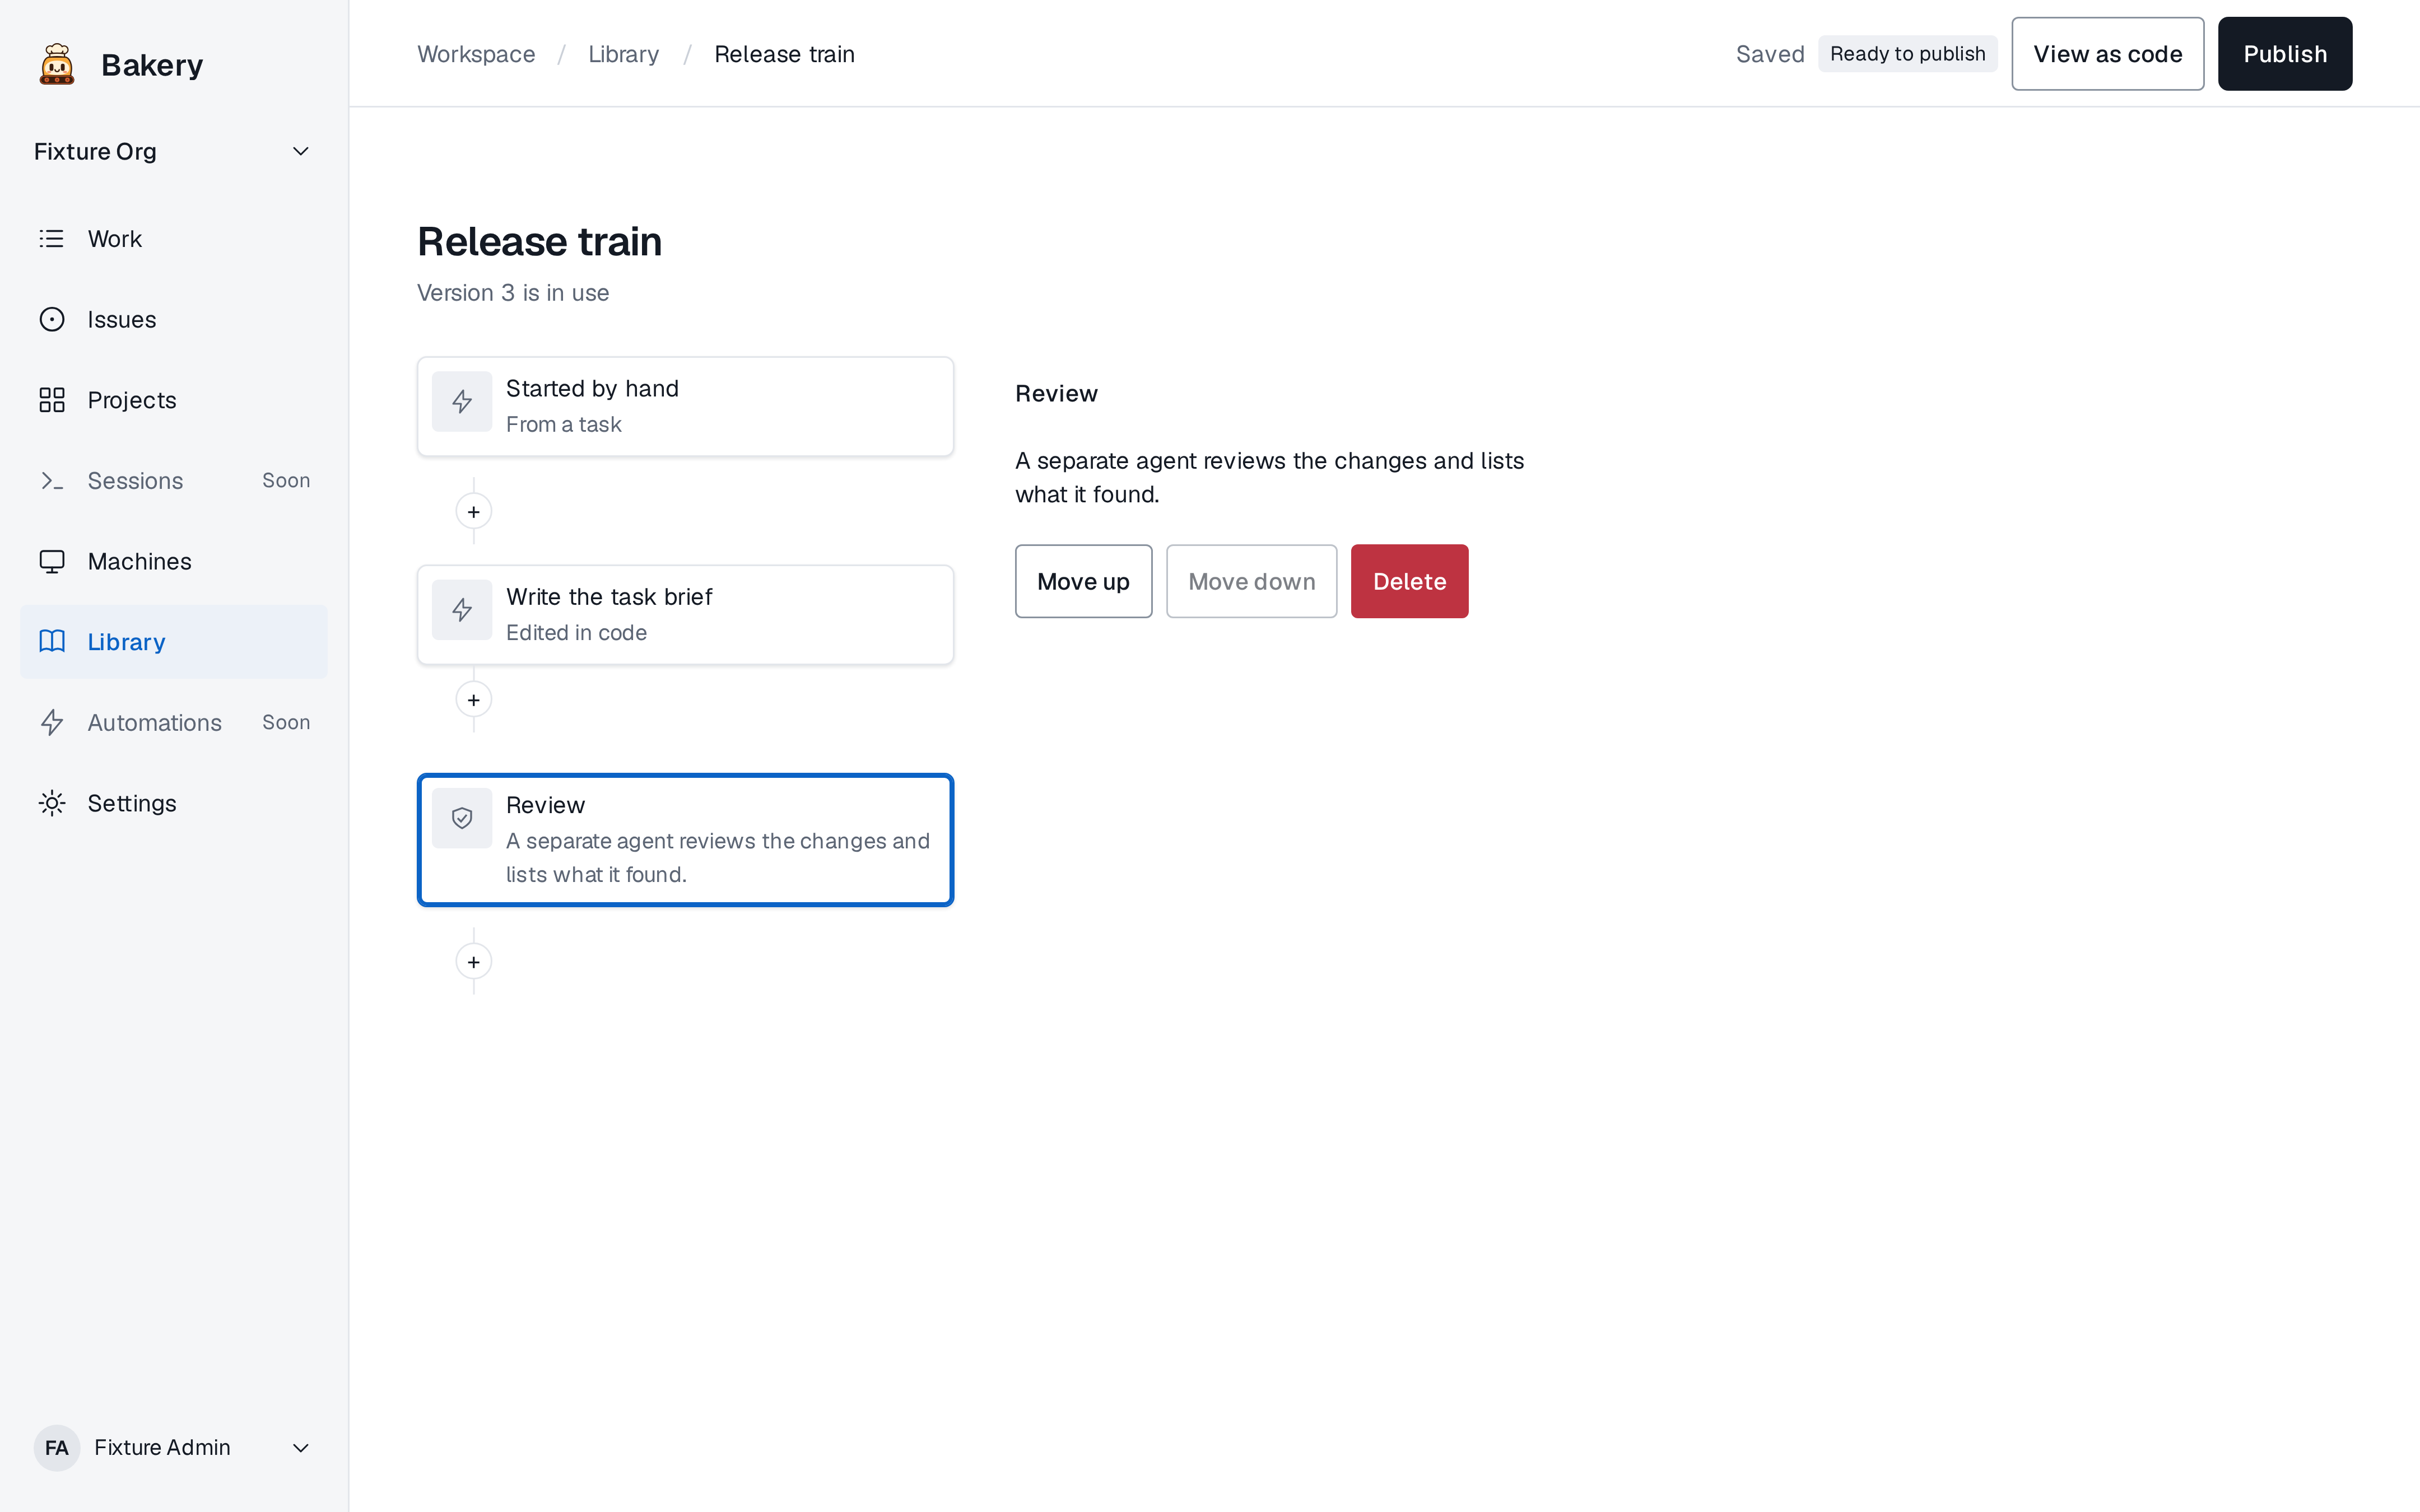 Bakery
Fixture Org
Work
Issues
Projects
Sessions Soon
Machines
Library
Automations Soon
Settings
FA Fixture Admin
Workspace / Library / Release train
Saved Ready to publish View as code Publish
Release train
Version 3 is in use
Started by hand
From a task
+
Write the task brief
Edited in code
+
Review
A separate agent reviews the changes and
lists what it found.
+
Review
A separate agent reviews the changes and lists
what it found.
Move up Move down Delete